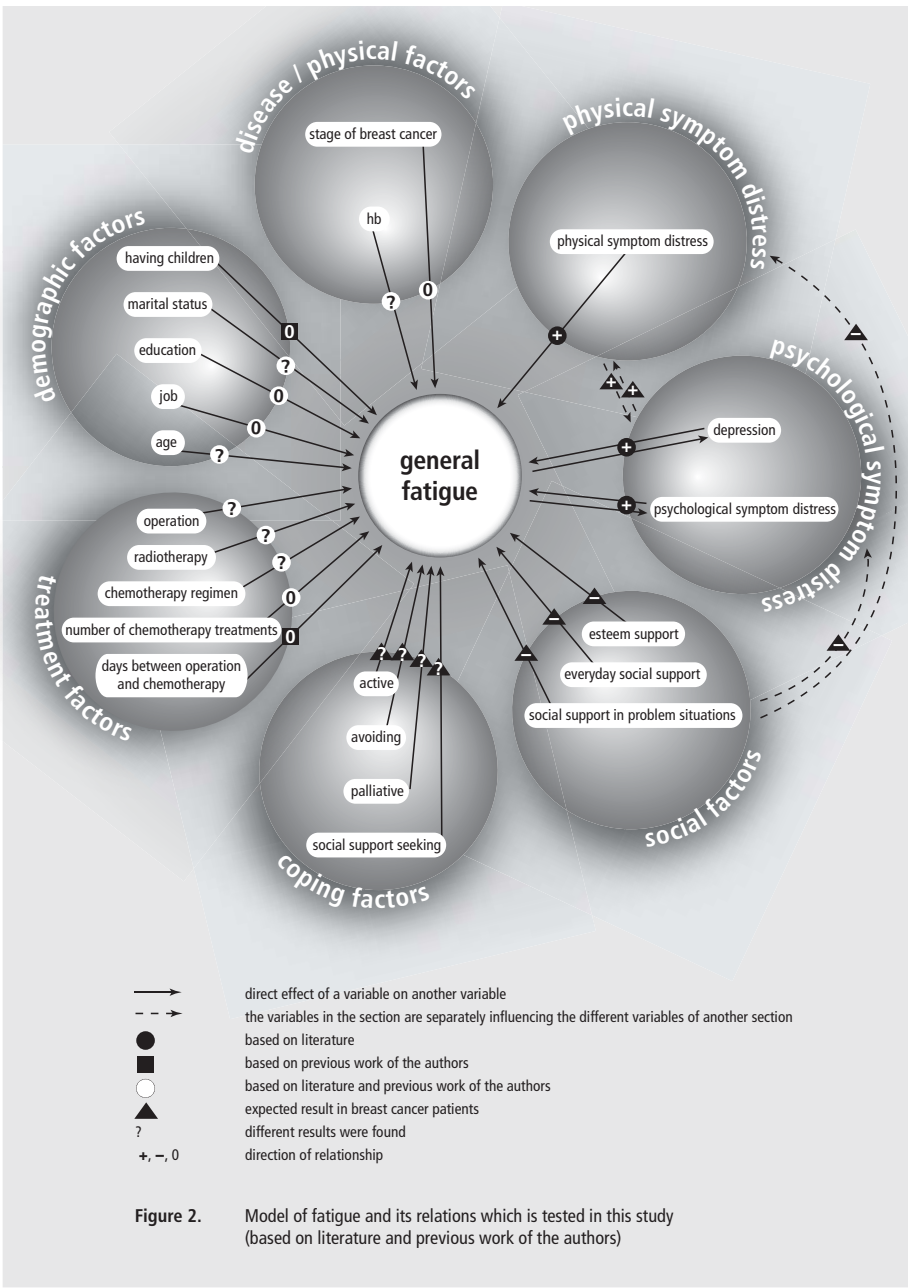 disease / physical factors
stage of breast cancer
hb
?
0
physical symptom distress
physical symptom distress
+
+
+
−
demographic factors
having children
marital status
education
job
age
0
?
0
0
?
general
fatigue
psychological symptom distress
depression
psychological symptom distress
+
+
−
treatment factors
operation
radiotherapy
chemotherapy regimen
number of chemotherapy treatments
days between operation
and chemotherapy
?
?
?
0
0
coping factors
? ? ? ?
active
avoiding
palliative
social support seeking
social factors
−
−
−
esteem support
everyday social support
social support in problem situations
direct effect of a variable on another variable
the variables in the section are separately influencing the different variables of another section
based on literature
based on previous work of the authors
based on literature and previous work of the authors
expected result in breast cancer patients
? different results were found
+, −, 0 direction of relationship
Figure 2. Model of fatigue and its relations which is tested in this study
(based on literature and previous work of the authors)